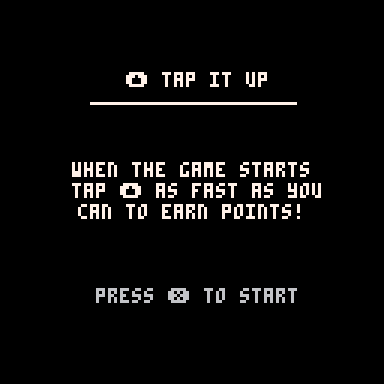 🅾️ TAP IT UP
WHEN THE GAME STARTS
TAP 🅾️ AS FAST AS YOU
CAN TO EARN POINTS!
PRESS ❎ TO START